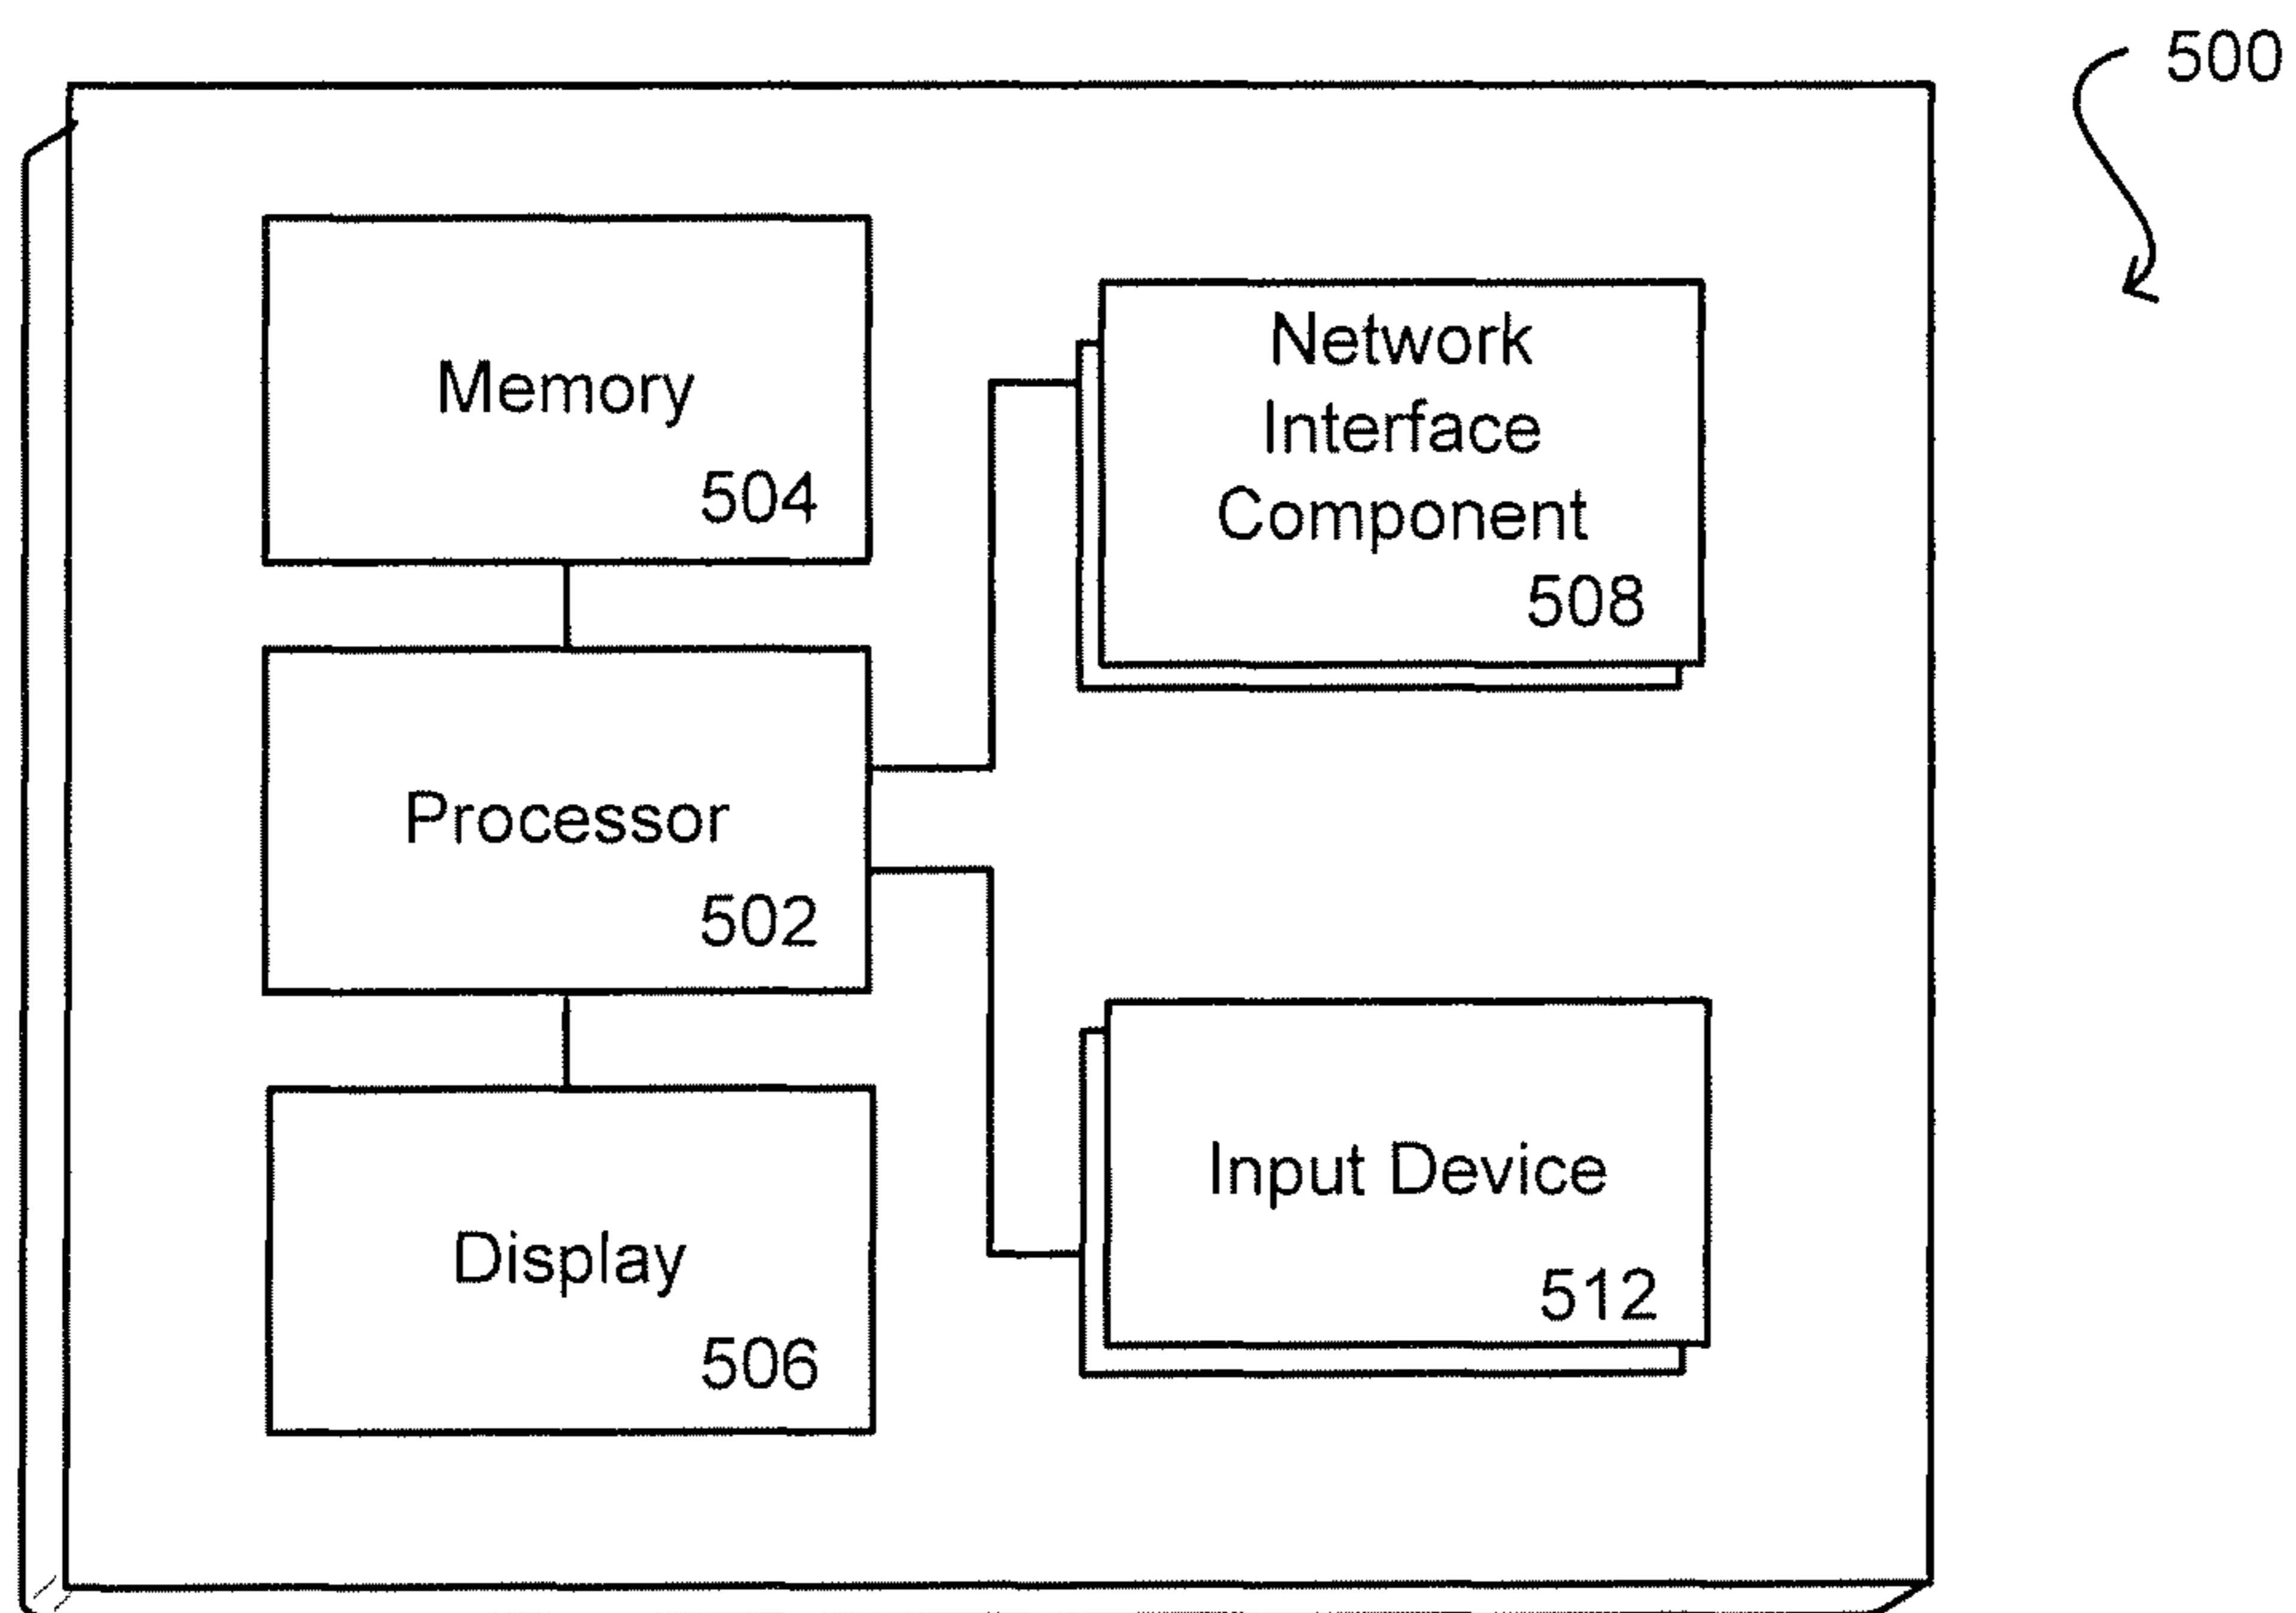 500
Memory
504
Network
Interface
Component
508
Processor
502
Input Device
512
Display
506